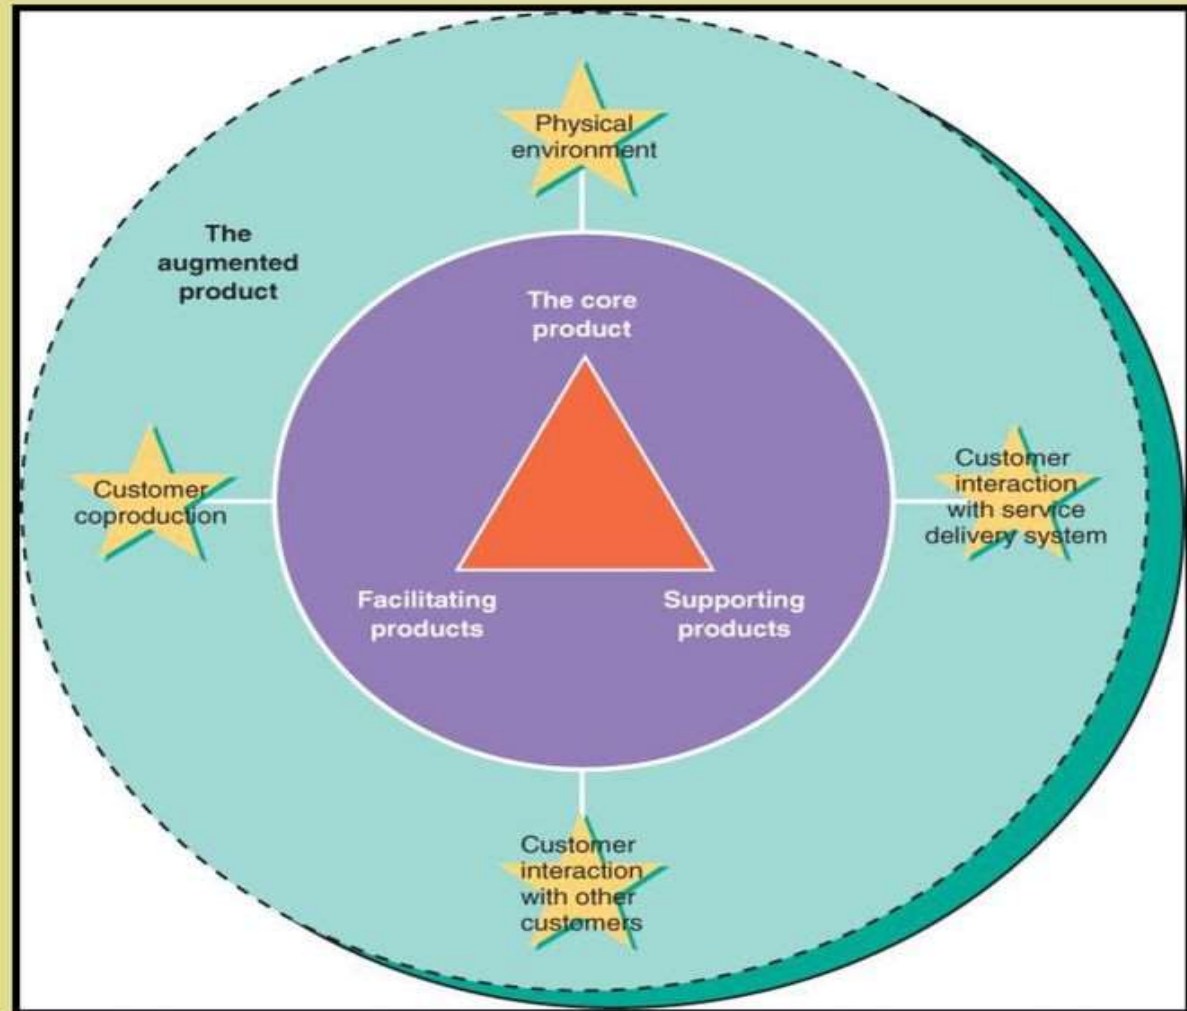 Physical
environment
The
augmented
product
The core
product
Customer
coproduction
Customer
interaction
with service
delivery system
Facilitating
products
Supporting
products
Customer
interaction
with other
customers